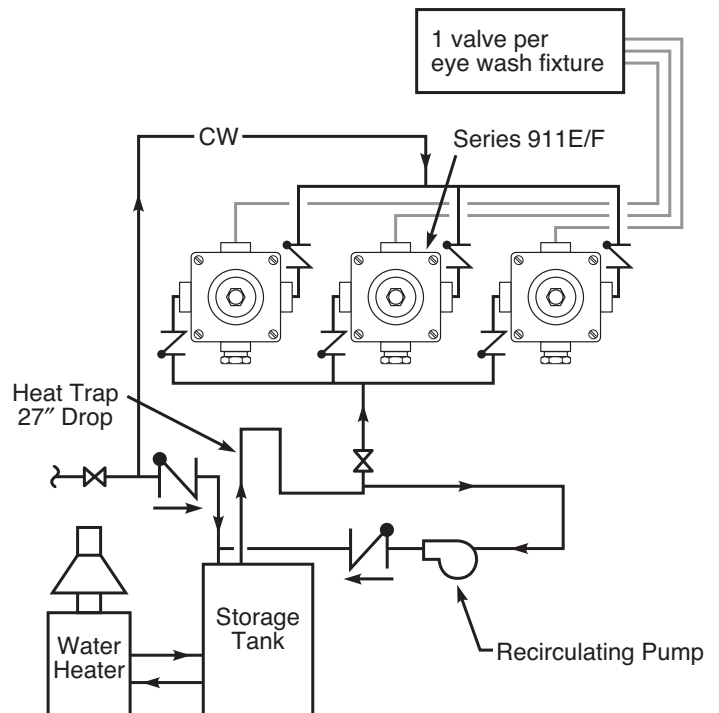 1 valve per
eye wash fixture
CW
Series 911E/F
Heat Trap
27″ Drop
Storage
Tank
Water
Heater
Recirculating Pump